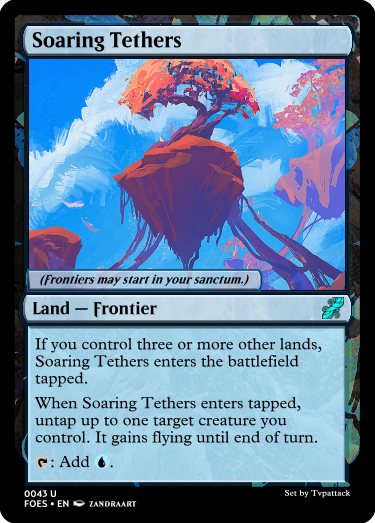 Soaring Tethers
(Frontiers may start in your sanctum.)
Land — Frontier
If you control three or more other lands,
Soaring Tethers enters the battlefield
tapped.
When Soaring Tethers enters tapped,
untap up to one target creature you
control. It gains flying until end of turn.
: Add .
0043 U
FOES • EN ZANDRAART
Set by Tvpattack